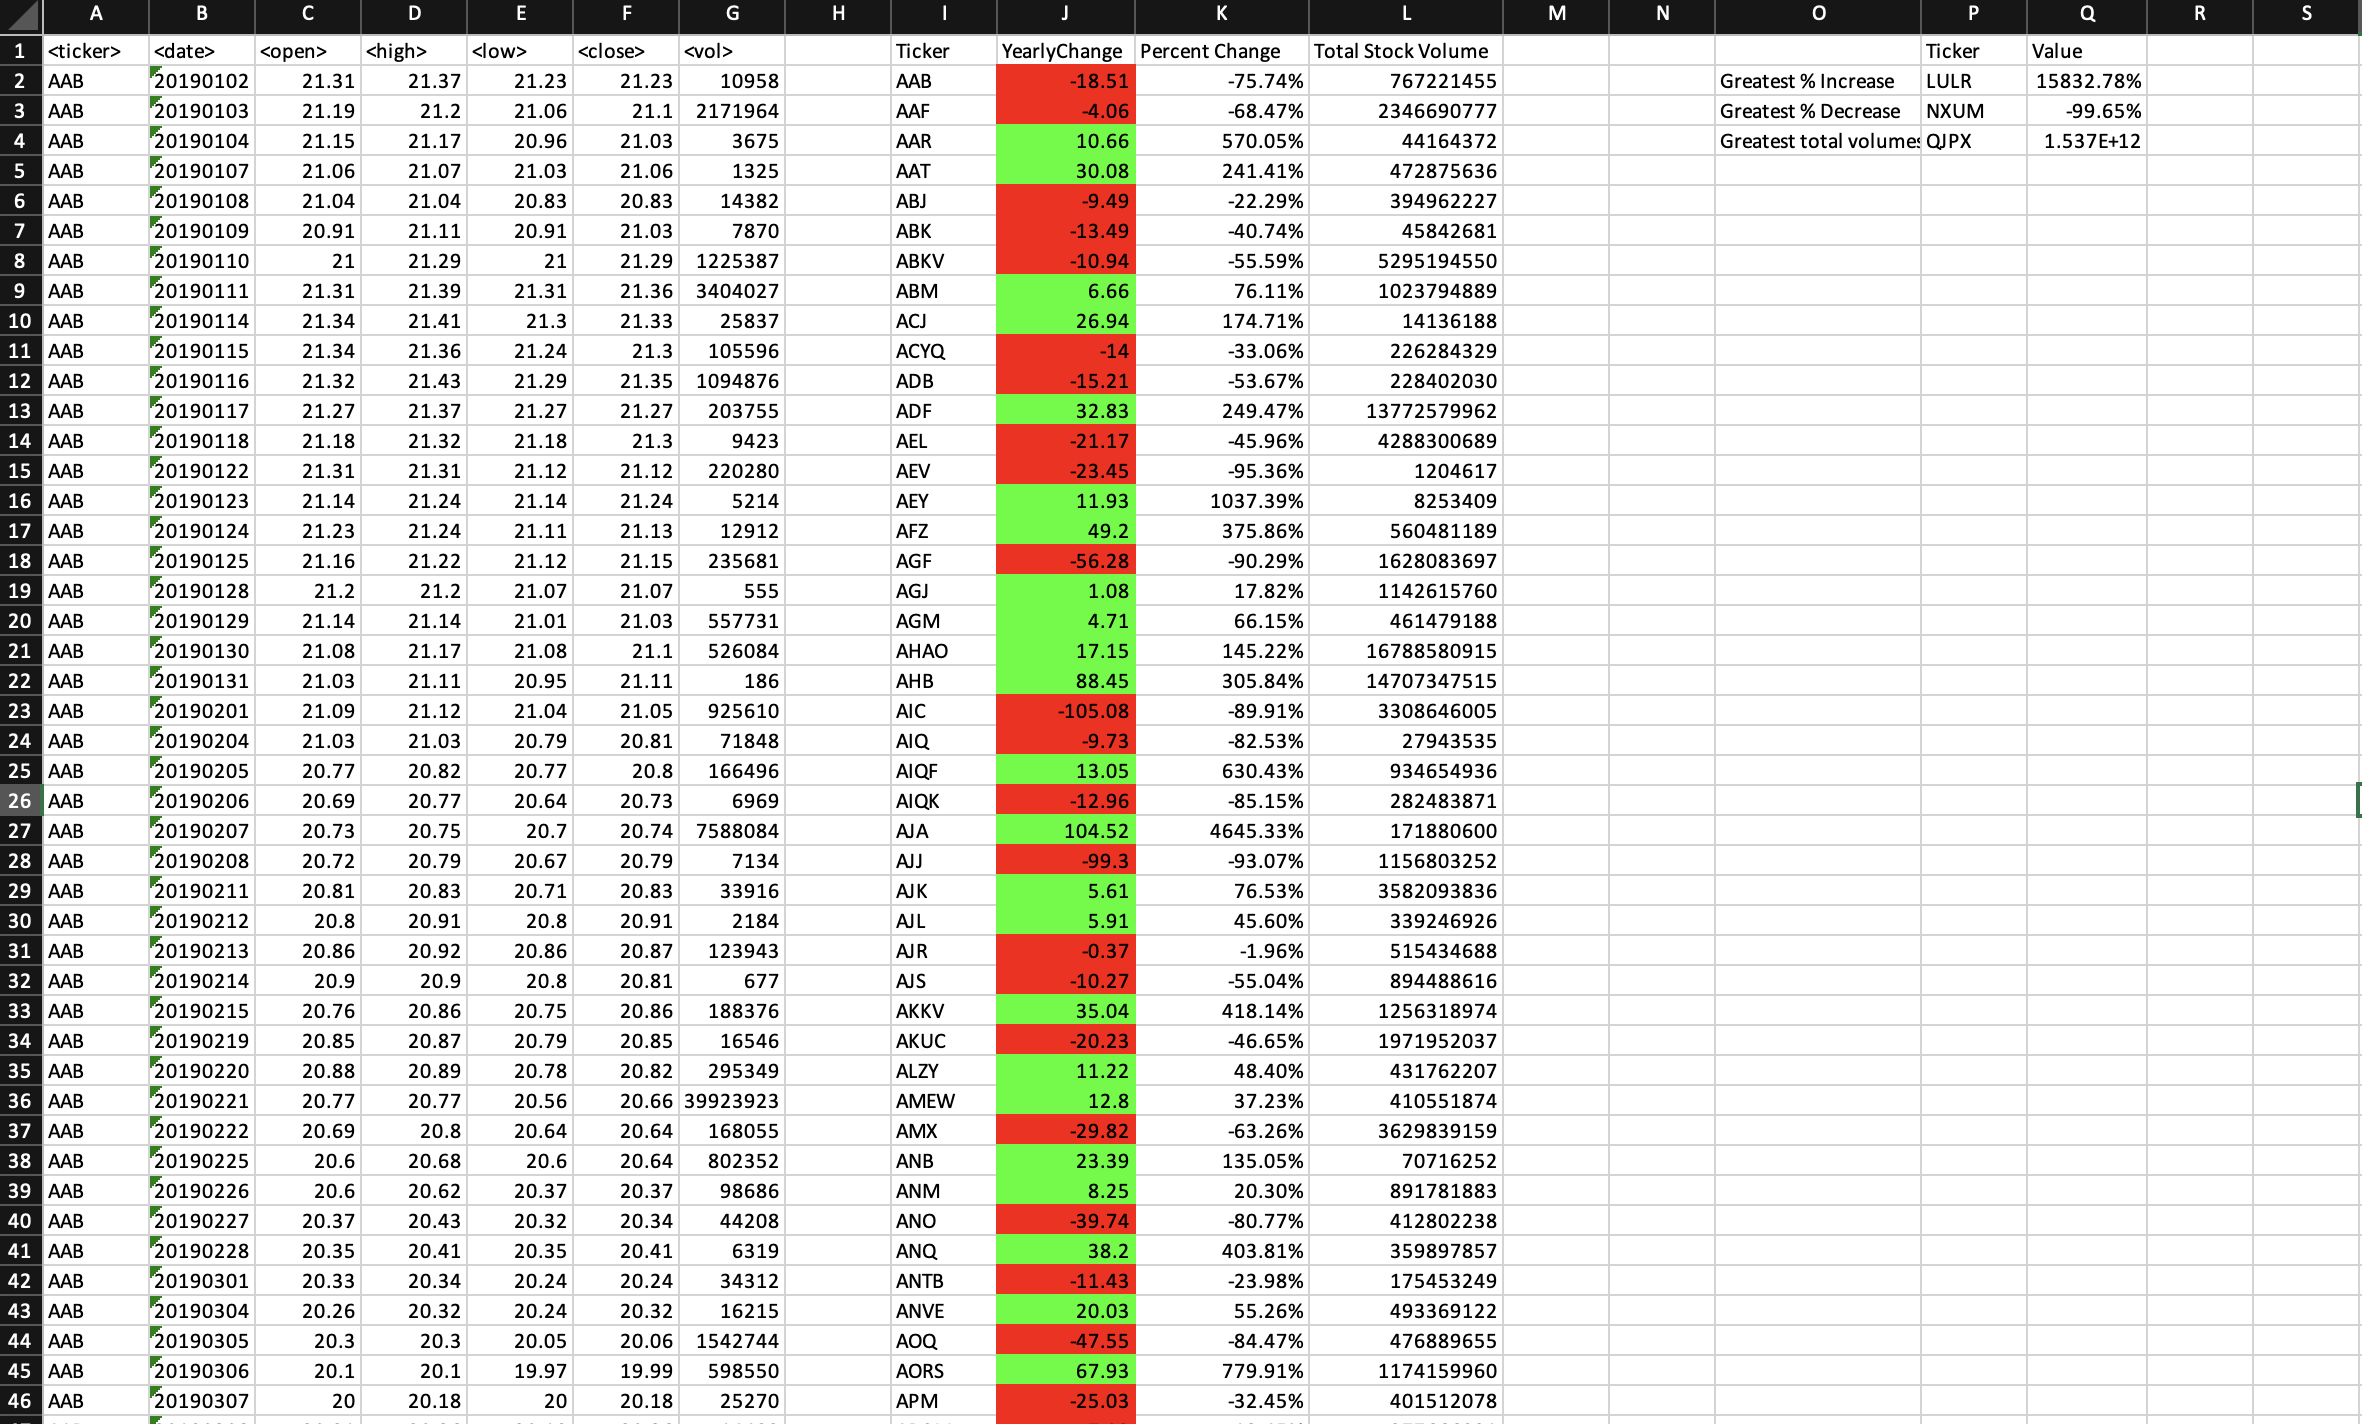 A B C D E F G H I J K L M N O P Q R S
1 <ticker> <date> <open> <high> <low> <close> <vol> Ticker YearlyChange Percent Change Total Stock Volume Ticker Value
2 AAB 20190102 21.31 21.37 21.23 21.23 10958 AAB -18.51 -75.74% 767221455 Greatest % Increase LULR 15832.78%
3 AAB 20190103 21.19 21.2 21.06 21.1 2171964 AAF -4.06 -68.47% 2346690777 Greatest % Decrease NXUM -99.65%
4 AAB 20190104 21.15 21.17 20.96 21.03 3675 AAR 10.66 570.05% 44164372 Greatest total volumes QJPX 1.537E+12
5 AAB 20190107 21.06 21.07 21.03 21.06 1325 AAT 30.08 241.41% 472875636
6 AAB 20190108 21.04 21.04 20.83 20.83 14382 ABJ -9.49 -22.29% 394962227
7 AAB 20190109 20.91 21.11 20.91 21.03 7870 ABK -13.49 -40.74% 45842681
8 AAB 20190110 21 21.29 21 21.29 1225387 ABKV -10.94 -55.59% 5295194550
9 AAB 20190111 21.31 21.39 21.31 21.36 3404027 ABM 6.66 76.11% 1023794889
10 AAB 20190114 21.34 21.41 21.3 21.33 25837 ACJ 26.94 174.71% 14136188
11 AAB 20190115 21.34 21.36 21.24 21.3 105596 ACYQ -14 -33.06% 226284329
12 AAB 20190116 21.32 21.43 21.29 21.35 1094876 ADB -15.21 -53.67% 228402030
13 AAB 20190117 21.27 21.37 21.27 21.27 203755 ADF 32.83 249.47% 13772579962
14 AAB 20190118 21.18 21.32 21.18 21.3 9423 AEL -21.17 -45.96% 4288300689
15 AAB 20190122 21.31 21.31 21.12 21.12 220280 AEV -23.45 -95.36% 1204617
16 AAB 20190123 21.14 21.24 21.14 21.24 5214 AEY 11.93 1037.39% 8253409
17 AAB 20190124 21.23 21.24 21.11 21.13 12912 AFZ 49.2 375.86% 560481189
18 AAB 20190125 21.16 21.22 21.12 21.15 235681 AGF -56.28 -90.29% 1628083697
19 AAB 20190128 21.2 21.2 21.07 21.07 555 AGJ 1.08 17.82% 1142615760
20 AAB 20190129 21.14 21.14 21.01 21.03 557731 AGM 4.71 66.15% 461479188
21 AAB 20190130 21.08 21.17 21.08 21.1 526084 AHAO 17.15 145.22% 16788580915
22 AAB 20190131 21.03 21.11 20.95 21.11 186 AHB 88.45 305.84% 14707347515
23 AAB 20190201 21.09 21.12 21.04 21.05 925610 AIC -105.08 -89.91% 3308646005
24 AAB 20190204 21.03 21.03 20.79 20.81 71848 AIQ -9.73 -82.53% 27943535
25 AAB 20190205 20.77 20.82 20.77 20.8 166496 AIQF 13.05 630.43% 934654936
26 AAB 20190206 20.69 20.77 20.64 20.73 6969 AIQK -12.96 -85.15% 282483871
27 AAB 20190207 20.73 20.75 20.7 20.74 7588084 AJA 104.52 4645.33% 171880600
28 AAB 20190208 20.72 20.79 20.67 20.79 7134 AJJ -99.3 -93.07% 1156803252
29 AAB 20190211 20.81 20.83 20.71 20.83 33916 AJK 5.61 76.53% 3582093836
30 AAB 20190212 20.8 20.91 20.8 20.91 2184 AJL 5.91 45.60% 339246926
31 AAB 20190213 20.86 20.92 20.86 20.87 123943 AJR -0.37 -1.96% 515434688
32 AAB 20190214 20.9 20.9 20.8 20.81 677 AJS -10.27 -55.04% 894488616
33 AAB 20190215 20.76 20.86 20.75 20.86 188376 AKKV 35.04 418.14% 1256318974
34 AAB 20190219 20.85 20.87 20.79 20.85 16546 AKUC -20.23 -46.65% 1971952037
35 AAB 20190220 20.88 20.89 20.78 20.82 295349 ALZY 11.22 48.40% 431762207
36 AAB 20190221 20.77 20.77 20.56 20.66 39923923 AMEW 12.8 37.23% 410551874
37 AAB 20190222 20.69 20.8 20.64 20.64 168055 AMX -29.82 -63.26% 3629839159
38 AAB 20190225 20.6 20.68 20.6 20.64 802352 ANB 23.39 135.05% 70716252
39 AAB 20190226 20.6 20.62 20.37 20.37 98686 ANM 8.25 20.30% 891781883
40 AAB 20190227 20.37 20.43 20.32 20.34 44208 ANO -39.74 -80.77% 412802238
41 AAB 20190228 20.35 20.41 20.35 20.41 6319 ANQ 38.2 403.81% 359897857
42 AAB 20190301 20.33 20.34 20.24 20.24 34312 ANTB -11.43 -23.98% 175453249
43 AAB 20190304 20.26 20.32 20.24 20.32 16215 ANVE 20.03 55.26% 493369122
44 AAB 20190305 20.3 20.3 20.05 20.06 1542744 AOQ -47.55 -84.47% 476889655
45 AAB 20190306 20.1 20.1 19.97 19.99 598550 AORS 67.93 779.91% 1174159960
46 AAB 20190307 20 20.18 20 20.18 25270 APM -25.03 -32.45% 401512078